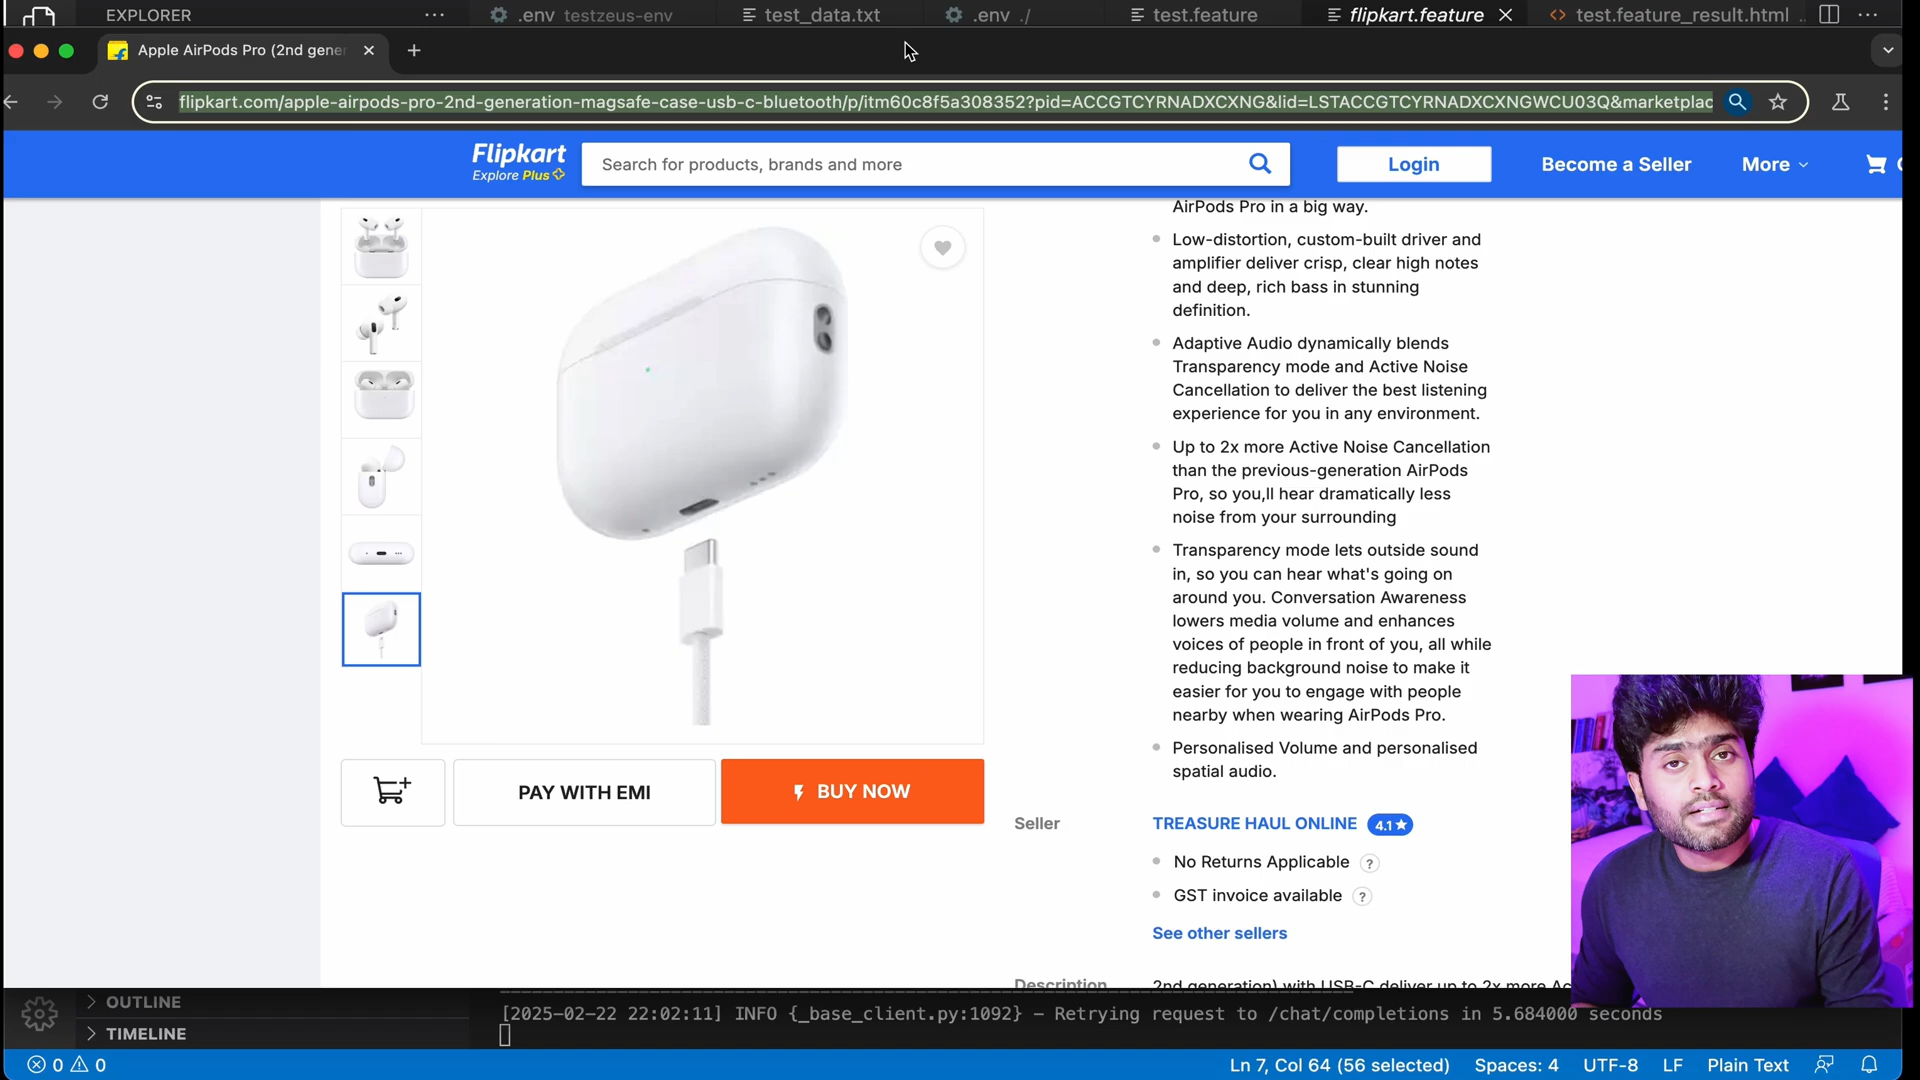 EXPLORER
.env testzeus-env
test_data.txt
.env ./
test.feature
flipkart.feature
test.feature_result.html
Apple AirPods Pro (2nd gene
flipkart.com/apple-airpods-pro-2nd-generation-magsafe-case-usb-c-bluetooth/p/itm60c8f5a308352?pid=ACCGTCYRNADXCXNG&lid=LSTACCGTCYRNADXCXNGWCU03Q&marketplac
Flipkart
Explore Plus
Search for products, brands and more
Login
Become a Seller
More
AirPods Pro in a big way.
Low-distortion, custom-built driver and
amplifier deliver crisp, clear high notes
and deep, rich bass in stunning
definition.
Adaptive Audio dynamically blends
Transparency mode and Active Noise
Cancellation to deliver the best listening
experience for you in any environment.
Up to 2x more Active Noise Cancellation
than the previous-generation AirPods
Pro, so you,ll hear dramatically less
noise from your surrounding
Transparency mode lets outside sound
in, so you can hear what's going on
around you. Conversation Awareness
lowers media volume and enhances
voices of people in front of you, all while
reducing background noise to make it
easier for you to engage with people
nearby when wearing AirPods Pro.
Personalised Volume and personalised
spatial audio.
PAY WITH EMI
BUY NOW
Seller
TREASURE HAUL ONLINE 4.1★
No Returns Applicable ?
GST invoice available ?
See other sellers
Description
2nd generation) with USB-C deliver up to 2x more Ac
OUTLINE
TIMELINE
[2025-02-22 22:02:11] INFO {_base_client.py:1092} – Retrying request to /chat/completions in 5.684000 seconds
0 0
Ln 7, Col 64 (56 selected)
Spaces: 4
UTF-8
LF
Plain Text